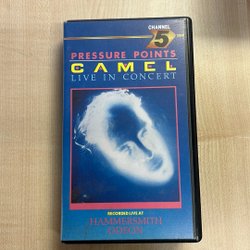 CHANNEL
5
PRESSURE POINTS
CAMEL
LIVE IN CONCERT
RECORDED LIVE AT
HAMMERSMITH
ODEON